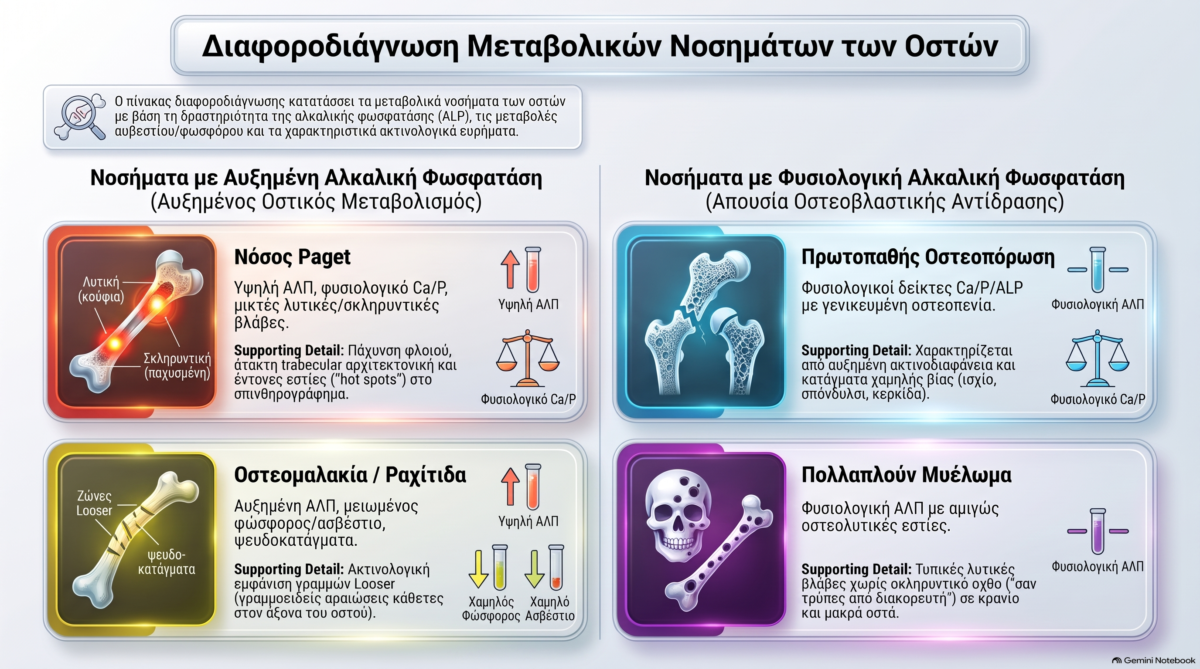 Διαφοροδιάγνωση Μεταβολικών Νοσημάτων των Οστών
Ο πίνακας διαφοροδιάγνωσης κατατάσσει τα μεταβολικά νοσήματα των οστών
με βάση τη δραστηριότητα της αλκαλικής φωσφατάσης (ALP), τις μεταβολές
αυβεστίου/φωσφόρου και τα χαρακτηριστικά ακτινολογικά ευρήματα.
Νοσήματα με Αυξημένη Αλκαλική Φωσφατάση
(Αυξημένος Οστικός Μεταβολισμός)
Λυτική
(κούφια)
Σκληρυντική
(παχυσμένη)
Νόσος Paget
Υψηλή ΑΛΠ, φυσιολογικό Ca/P,
μικτές λυτικές/σκληρυντικές
βλάβες.
Supporting Detail: Πάχυνση φλοιού,
άτακτη trabecular αρχιτεκτονική και
έντονες εστίες ("hot spots") στο
σπινθηρογράφημα.
Υψηλή ΑΛΠ
Φυσιολογικό Ca/P
Ζώνες
Looser
ψευδο-
κατάγματα
Οστεομαλακία / Ραχίτιδα
Αυξημένη ΑΛΠ, μειωμένος
φώσφορος/ασβέστιο,
ψευδοκατάγματα.
Supporting Detail: Ακτινολογική
εμφάνιση γραμμών Looser
(γραμμοειδείς αραιώσεις κάθετες
στον άξονα του οστού).
Υψηλή ΑΛΠ
Χαμηλός
Φώσφορος
Χαμηλό
Ασβέστιο
Νοσήματα με Φυσιολογική Αλκαλική Φωσφατάση
(Απουσία Οστεοβλαστικής Αντίδρασης)
Πρωτοπαθής Οστεοπόρωση
Φυσιολογικοί δείκτες Ca/P/ALP
με γενικευμένη οστεοπενία.
Supporting Detail: Χαρακτηρίζεται
από αυξημένη ακτινοδιαφάνεια και
κατάγματα χαμηλής βίας (ισχίο,
σπόνδυλσι, κερκίδα).
Φυσιολογική ΑΛΠ
Φυσιολογικό Ca/P
Πολλαπλούν Μυέλωμα
Φυσιολογική ΑΛΠ με αμιγώς
οστεολυτικές εστίες.
Supporting Detail: Τυπικές λυτικές
βλάβες χωρίς οκληρυντικό οχθο ("σαν
τρύπες από διακορευτή") σε κρανιο
και μακρά οστά.
Φυσιολογική ΑΛΠ
Gemini Notebook